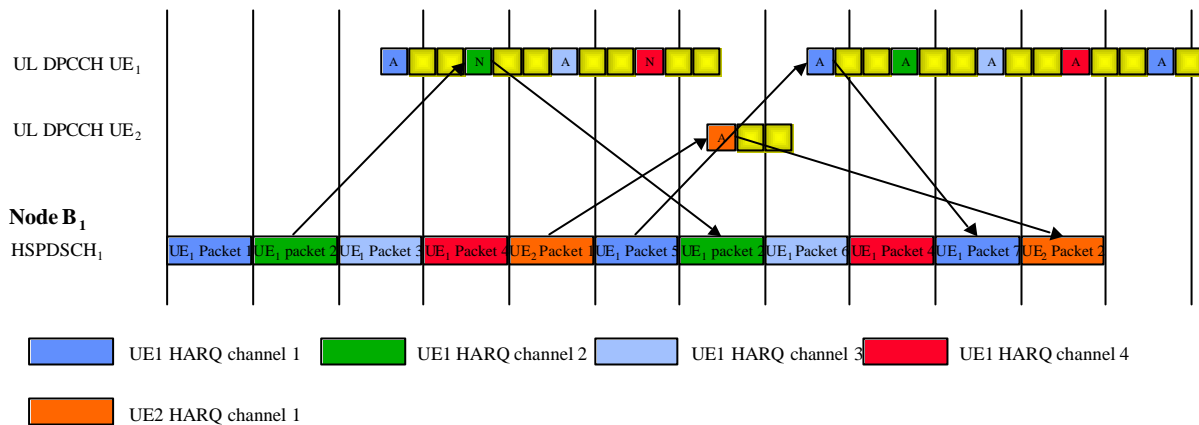 UL DPCCH UE1 A N A N A A A A A
UL DPCCH UE2 A
Node B1
HSPDSCH1 UE1 Packet 1 UE1 packet 2 UE1 Packet 3 UE1 Packet 4 UE2 Packet 1 UE1 Packet 5 UE1 packet 2 UE1 Packet 6 UE1 Packet 4 UE1 Packet 7 UE2 Packet 2
UE1 HARQ channel 1 UE1 HARQ channel 2 UE1 HARQ channel 3 UE1 HARQ channel 4
UE2 HARQ channel 1